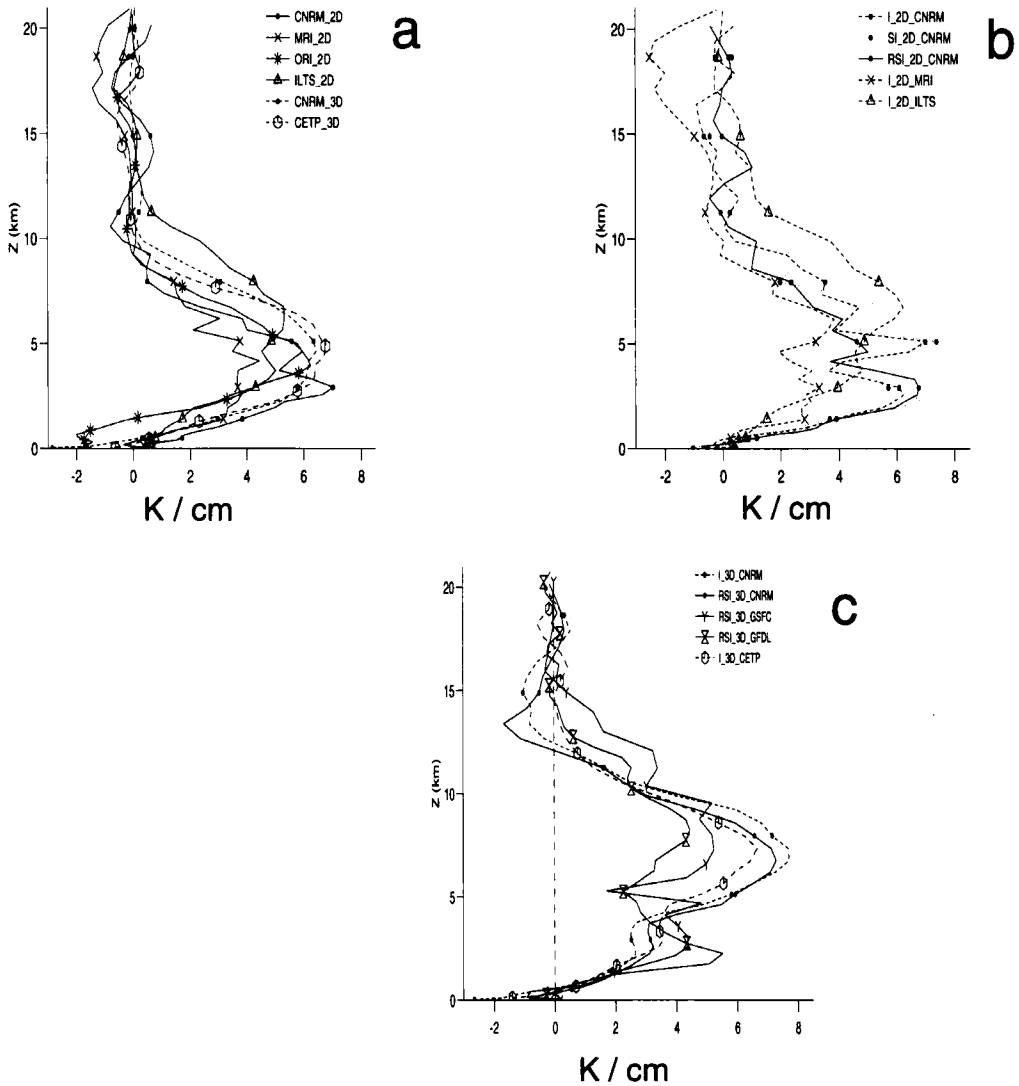 a
CNRM_2D
MRI_2D
ORI_2D
ILTS_2D
CNRM_3D
CETP_3D
Z (km)
20
15
10
5
0
-2 0 2 4 6 8
K / cm
b
I_2D_CNRM
SI_2D_CNRM
RSI_2D_CNRM
I_2D_MRI
I_2D_ILTS
Z (km)
20
15
10
5
0
-2 0 2 4 6 8
K / cm
c
I_3D_CNRM
RSI_3D_CNRM
RSI_3D_GSFC
RSI_3D_GFDL
I_3D_CETP
Z (km)
20
15
10
5
0
-2 0 2 4 6 8
K / cm